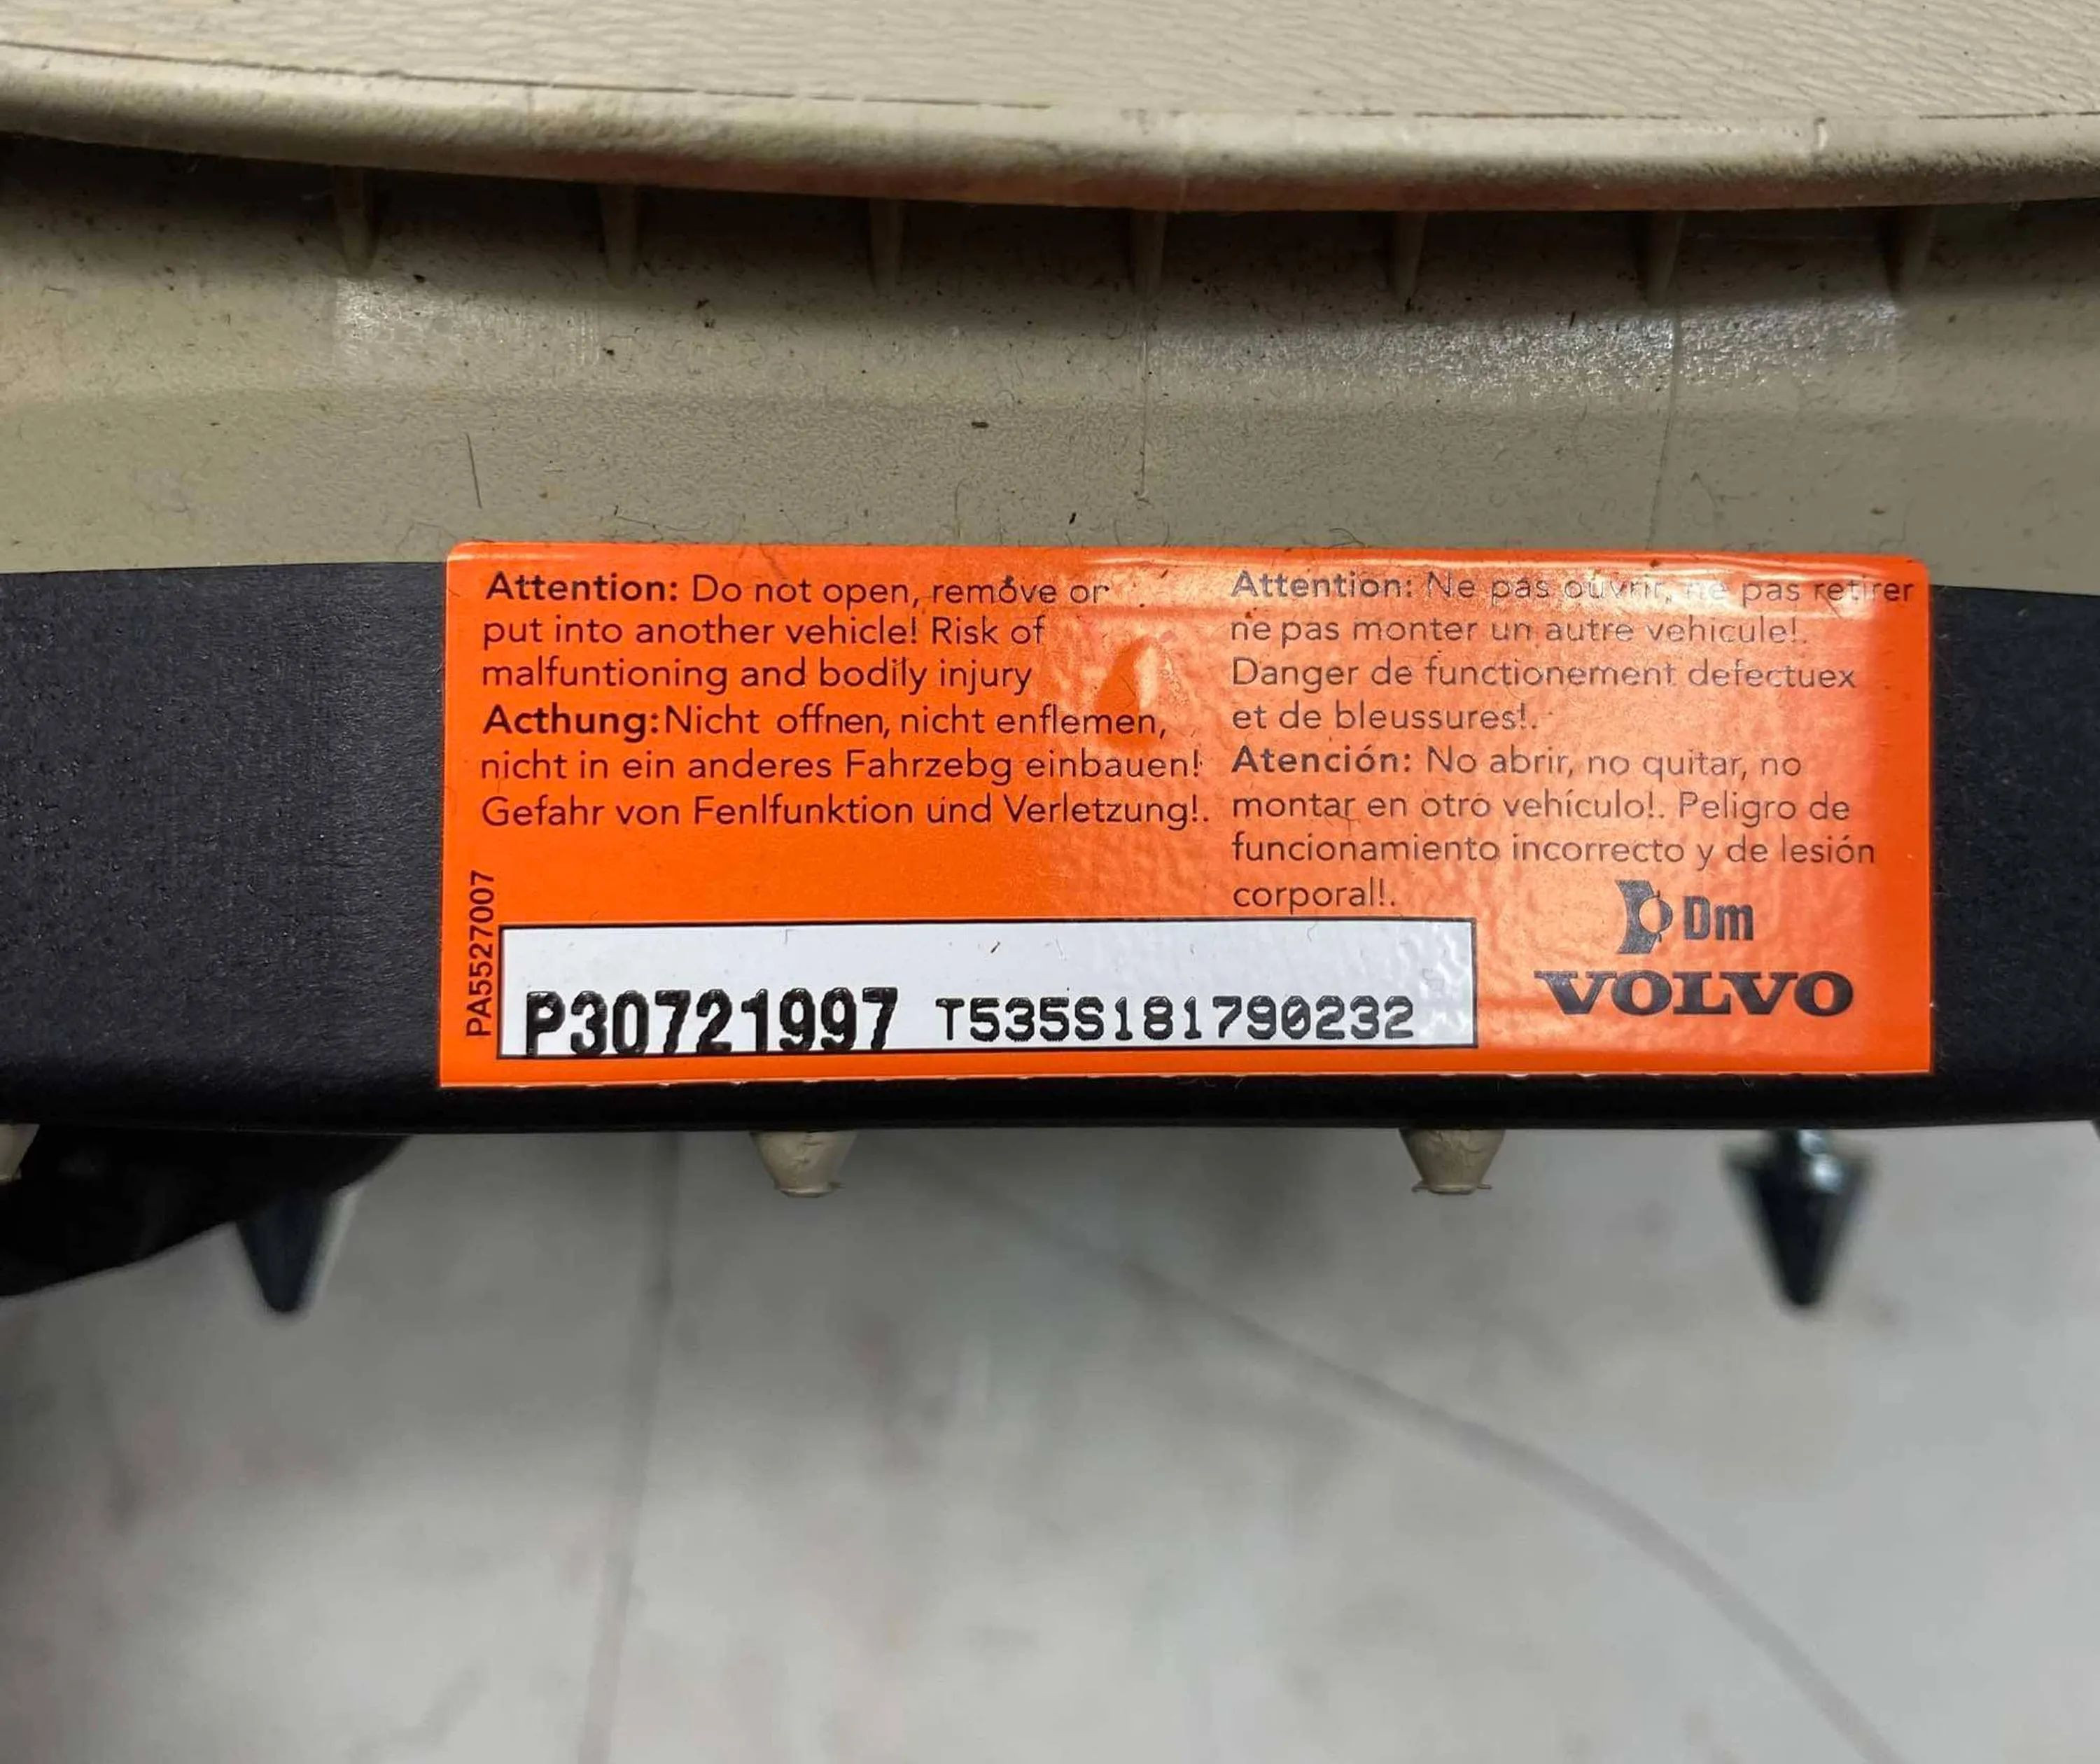 Attention: Do not open, remove or
put into another vehicle! Risk of
malfuntioning and bodily injury
Acthung: Nicht offnen, nicht enflemen,
nicht in ein anderes Fahrzebg einbauen!
Gefahr von Fenlfunktion und Verletzung!.
Attention: Ne pas ouvrir, ne pas retirer
ne pas monter un autre vehicule!.
Danger de functionement defectuex
et de bleussures!.
Atención: No abrir, no quitar, no
montar en otro vehículo!. Peligro de
funcionamiento incorrecto y de lesión
corporal!.
PA5527007
P30721997 T535S181790232
Dm
VOLVO